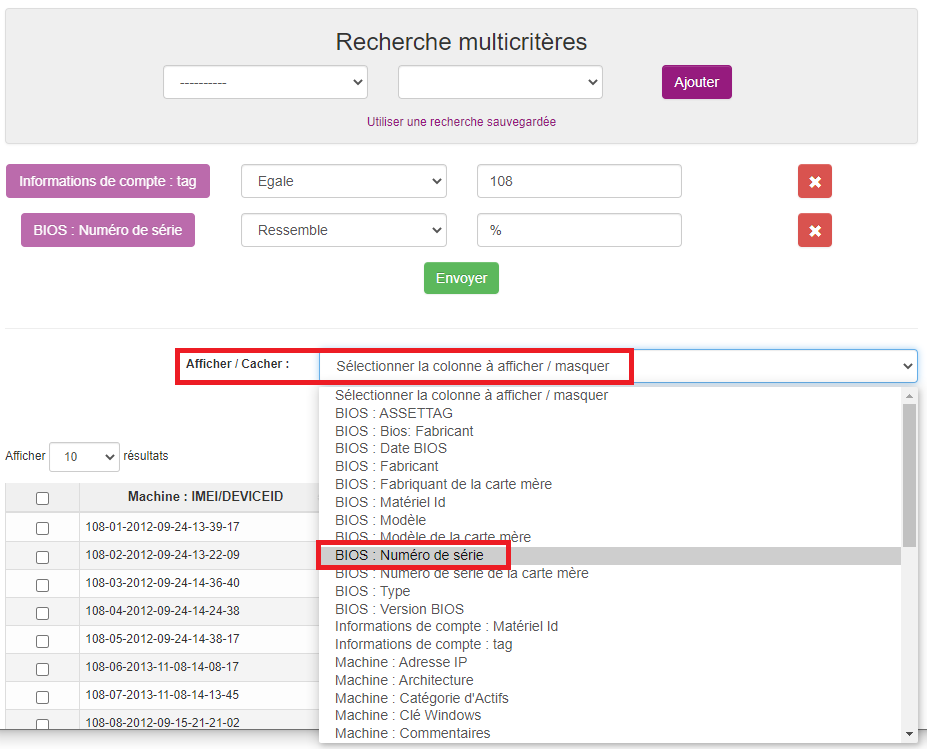 Recherche multicritères
----------
Ajouter
Utiliser une recherche sauvegardée
Informations de compte : tag Egale 108
BIOS : Numéro de série Ressemble %
Envoyer
Afficher / Cacher : Sélectionner la colonne à afficher / masquer
Sélectionner la colonne à afficher / masquer
BIOS : ASSETTAG
BIOS : Bios: Fabricant
BIOS : Date BIOS
BIOS : Fabricant
BIOS : Fabriquant de la carte mère
BIOS : Matériel Id
BIOS : Modèle
BIOS : Modèle de la carte mère
BIOS : Numéro de série
BIOS : Numéro de série de la carte mère
BIOS : Type
BIOS : Version BIOS
Informations de compte : Matériel Id
Informations de compte : tag
Machine : Adresse IP
Machine : Architecture
Machine : Catégorie d'Actifs
Machine : Clé Windows
Machine : Commentaires
Afficher 10 résultats
Machine : IMEI/DEVICEID
108-01-2012-09-24-13-39-17
108-02-2012-09-24-13-22-09
108-03-2012-09-24-14-36-40
108-04-2012-09-24-14-24-38
108-05-2012-09-24-14-38-17
108-06-2013-11-08-14-08-17
108-07-2013-11-08-14-13-45
108-08-2012-09-15-21-21-02